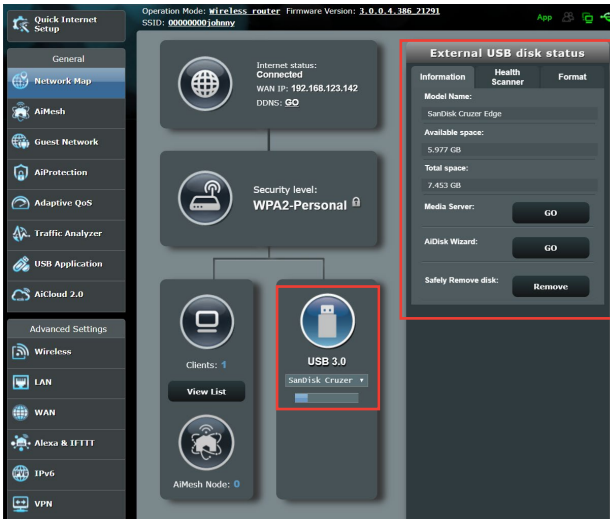 Quick Internet
Setup
Operation Mode: Wireless router Firmware Version: 3.0.0.4.386_21291
SSID: 00000000johnny
App
General
Network Map
AiMesh
Guest Network
AiProtection
Adaptive QoS
Traffic Analyzer
USB Application
AiCloud 2.0
Advanced Settings
Wireless
LAN
WAN
Alexa & IFTTT
IPv6
VPN
Internet status:
Connected
WAN IP: 192.168.123.142
DDNS: GO
Security level:
WPA2-Personal
Clients: 1
View List
AiMesh Node: 0
USB 3.0
SanDisk Cruzer
External USB disk status
Information
Health
Scanner
Format
Model Name:
SanDisk Cruzer Edge
Available space:
5.977 GB
Total space:
7.453 GB
Media Server:
GO
AiDisk Wizard:
GO
Safely Remove disk:
Remove